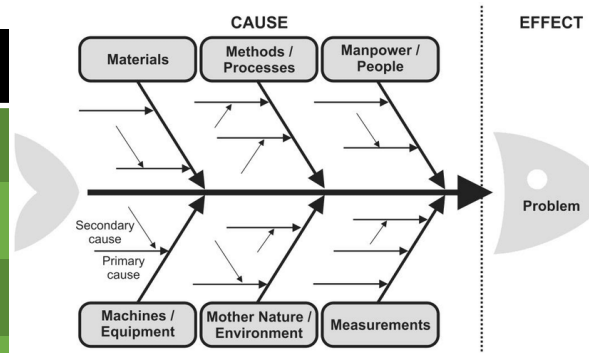 CAUSE
EFFECT
Materials
Methods /
Processes
Manpower /
People
Problem
Secondary
cause
Primary
cause
Machines /
Equipment
Mother Nature /
Environment
Measurements